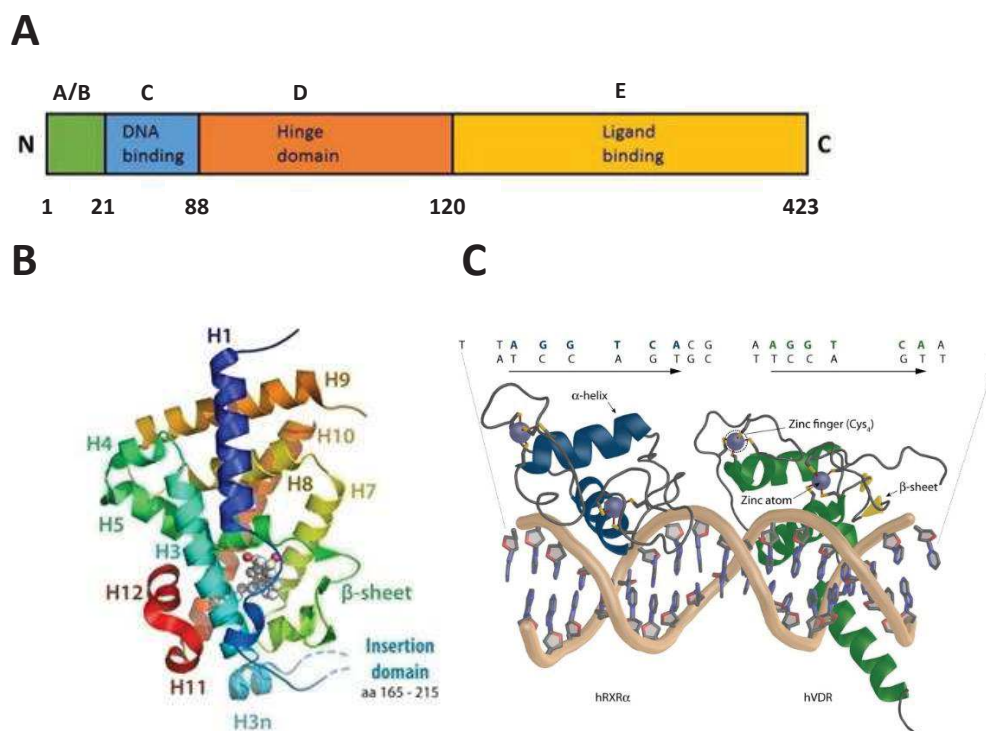 A
A/B C D E
N DNA binding Hinge domain Ligand binding C
1 21 88 120 423
B
H1
H9
H4
H10
H8
H7
H5
H3
H12
β-sheet
H11
Insertion
domain
aa 165 - 215
H3n
C
T TA G G T C A C G A A A G G T C A A
A T C C A G T G C T T C C A G T T
α-helix
Zinc finger (Cys₄)
Zinc atom
β-sheet
hRXRα hVDR